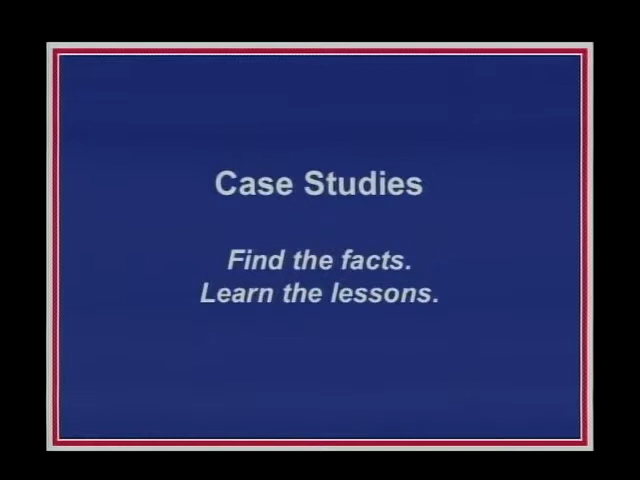 Case Studies
Find the facts.
Learn the lessons.